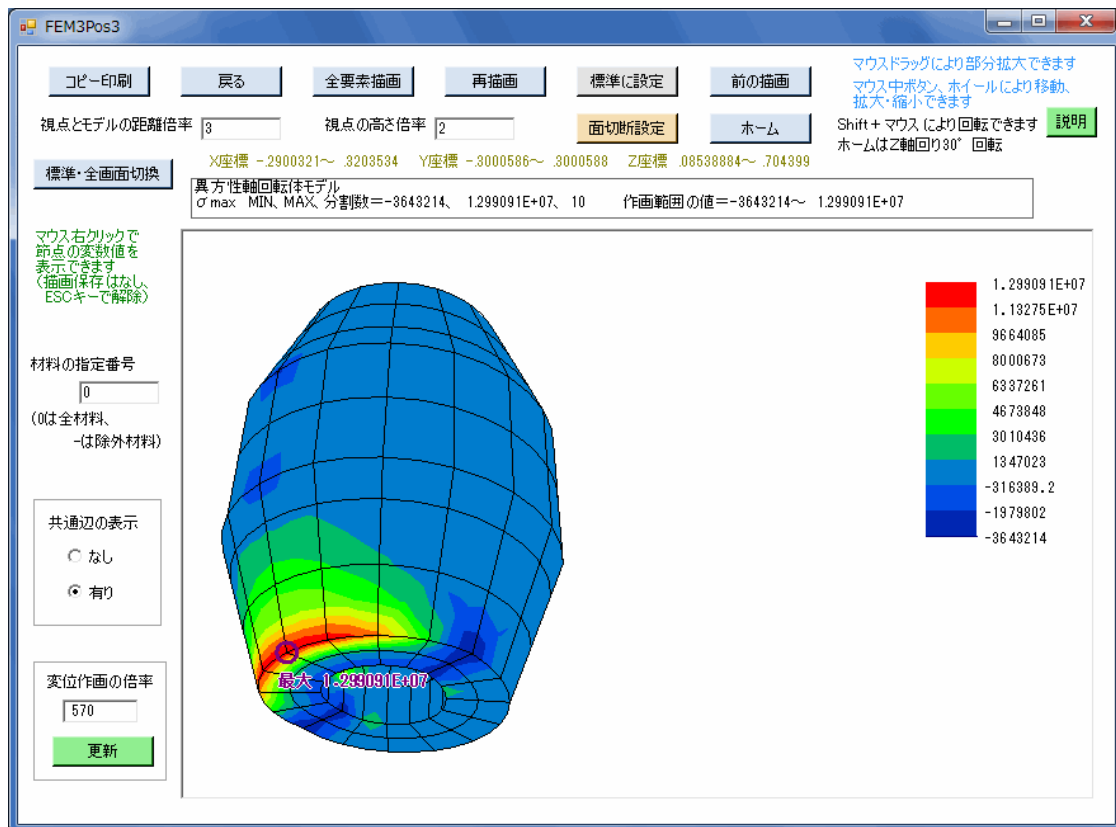 FEM3Pos3
コピー印刷
戻る
全要素描画
再描画
標準に設定
前の描画
マウスドラッグにより部分拡大できます
マウス中ボタン、ホイールにより移動、
拡大・縮小できます
視点とモデルの距離倍率 3
視点の高さ倍率 2
面切断設定
ホーム
Shift+マウスにより回転できます
ホームはZ軸回り30° 回転
説明
標準・全画面切換
X座標 -.2900321～ .3203534 Y座標 -.3000586～ .3000588 Z座標 .08538884～ .704399
異方性軸回転体モデル
σmax MIN、MAX、分割数=-3643214、 1.299091E+07、 10 作画範囲の値=-3643214～ 1.299091E+07
マウス右クリックで
節点の変数値を
表示できます
(描画保存はなし、
ESCキーで解除)
材料の指定番号
0
(0は全材料、
-は除外材料)
共通辺の表示
なし
有り
変位作画の倍率
570
更新
1.299091E+07
1.13275E+07
9664085
8000673
6337261
4673848
3010436
1347023
-316389.2
-1979802
-3643214
最大 1.299091E+07